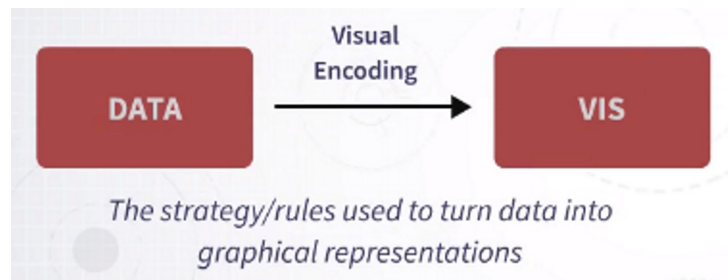 Visual
Encoding
DATA
VIS
The strategy/rules used to turn data into
graphical representations